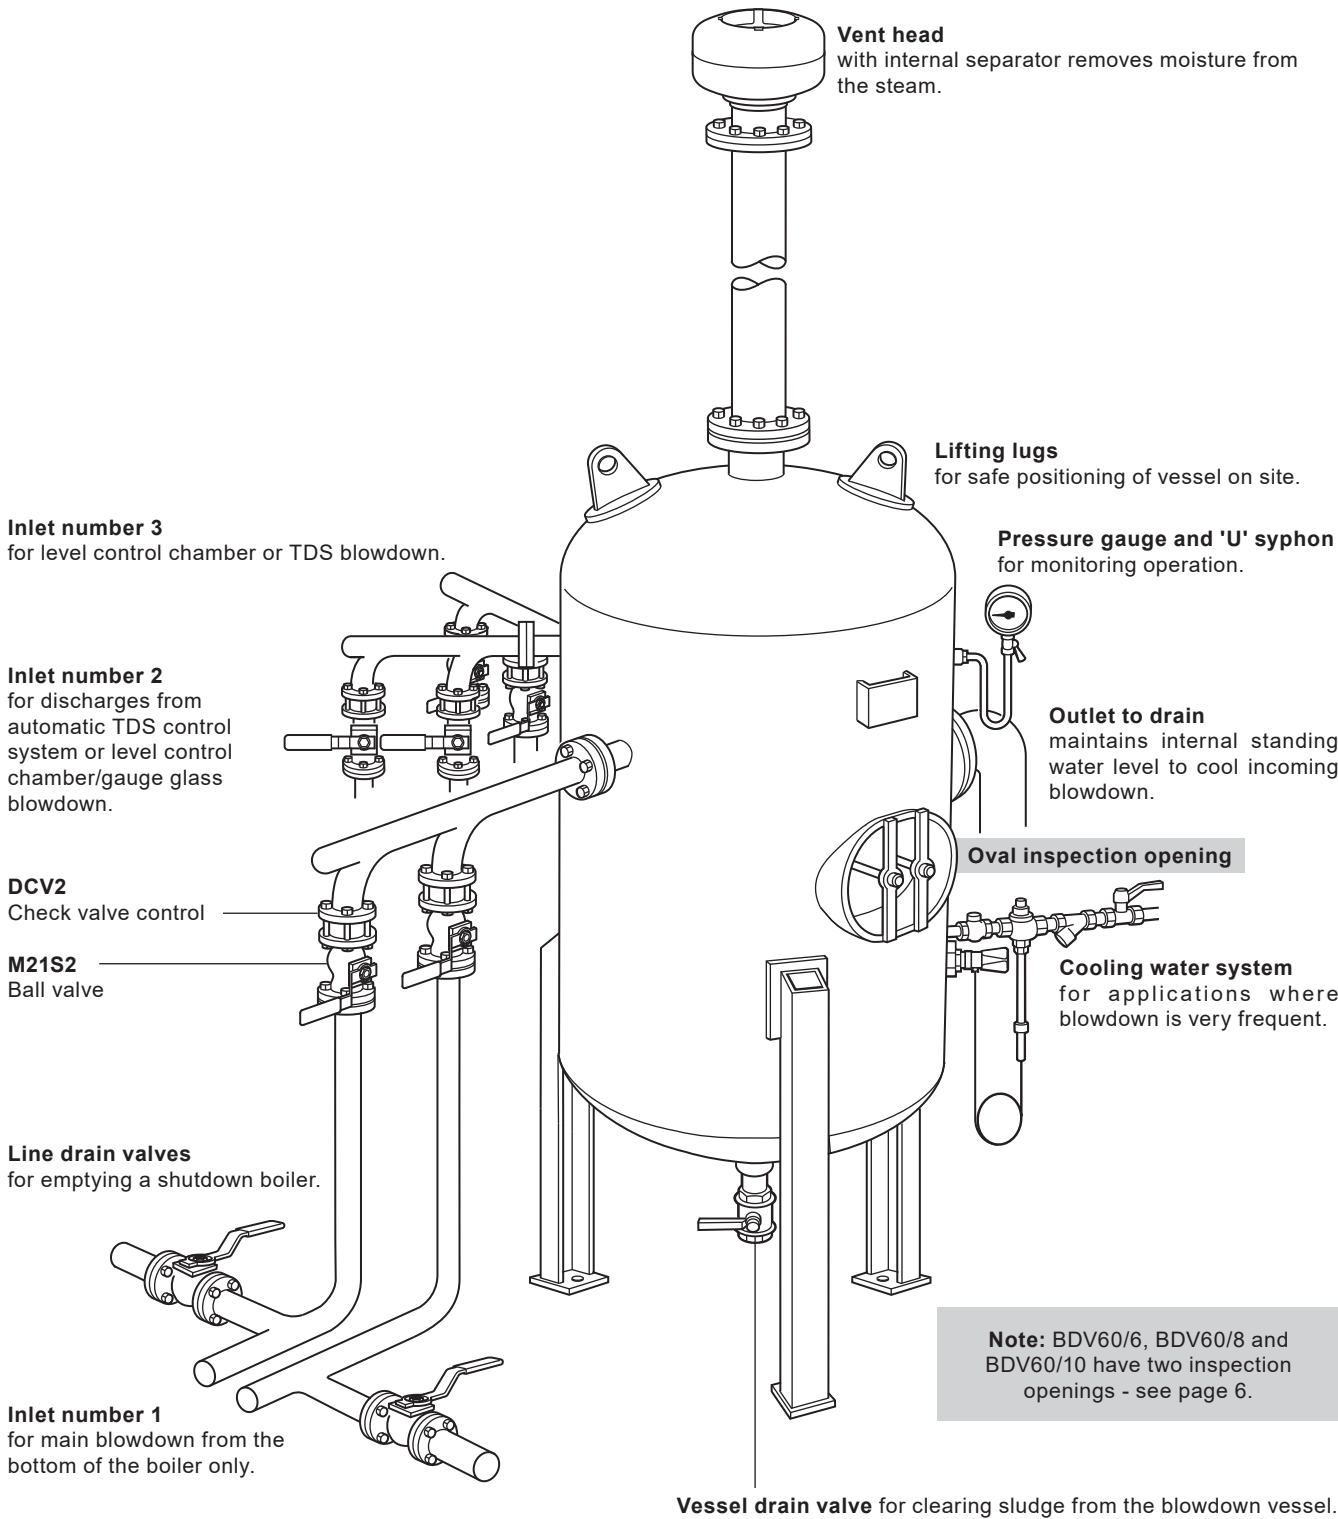 Vent head
with internal separator removes moisture from
the steam.
Lifting lugs
for safe positioning of vessel on site.
Inlet number 3
for level control chamber or TDS blowdown.
Pressure gauge and 'U' syphon
for monitoring operation.
Inlet number 2
for discharges from
automatic TDS control
system or level control
chamber/gauge glass
blowdown.
Outlet to drain
maintains internal standing
water level to cool incoming
blowdown.
Oval inspection opening
DCV2
Check valve control
M21S2
Ball valve
Cooling water system
for applications where
blowdown is very frequent.
Line drain valves
for emptying a shutdown boiler.
Note: BDV60/6, BDV60/8 and
BDV60/10 have two inspection
openings - see page 6.
Inlet number 1
for main blowdown from the
bottom of the boiler only.
Vessel drain valve for clearing sludge from the blowdown vessel.